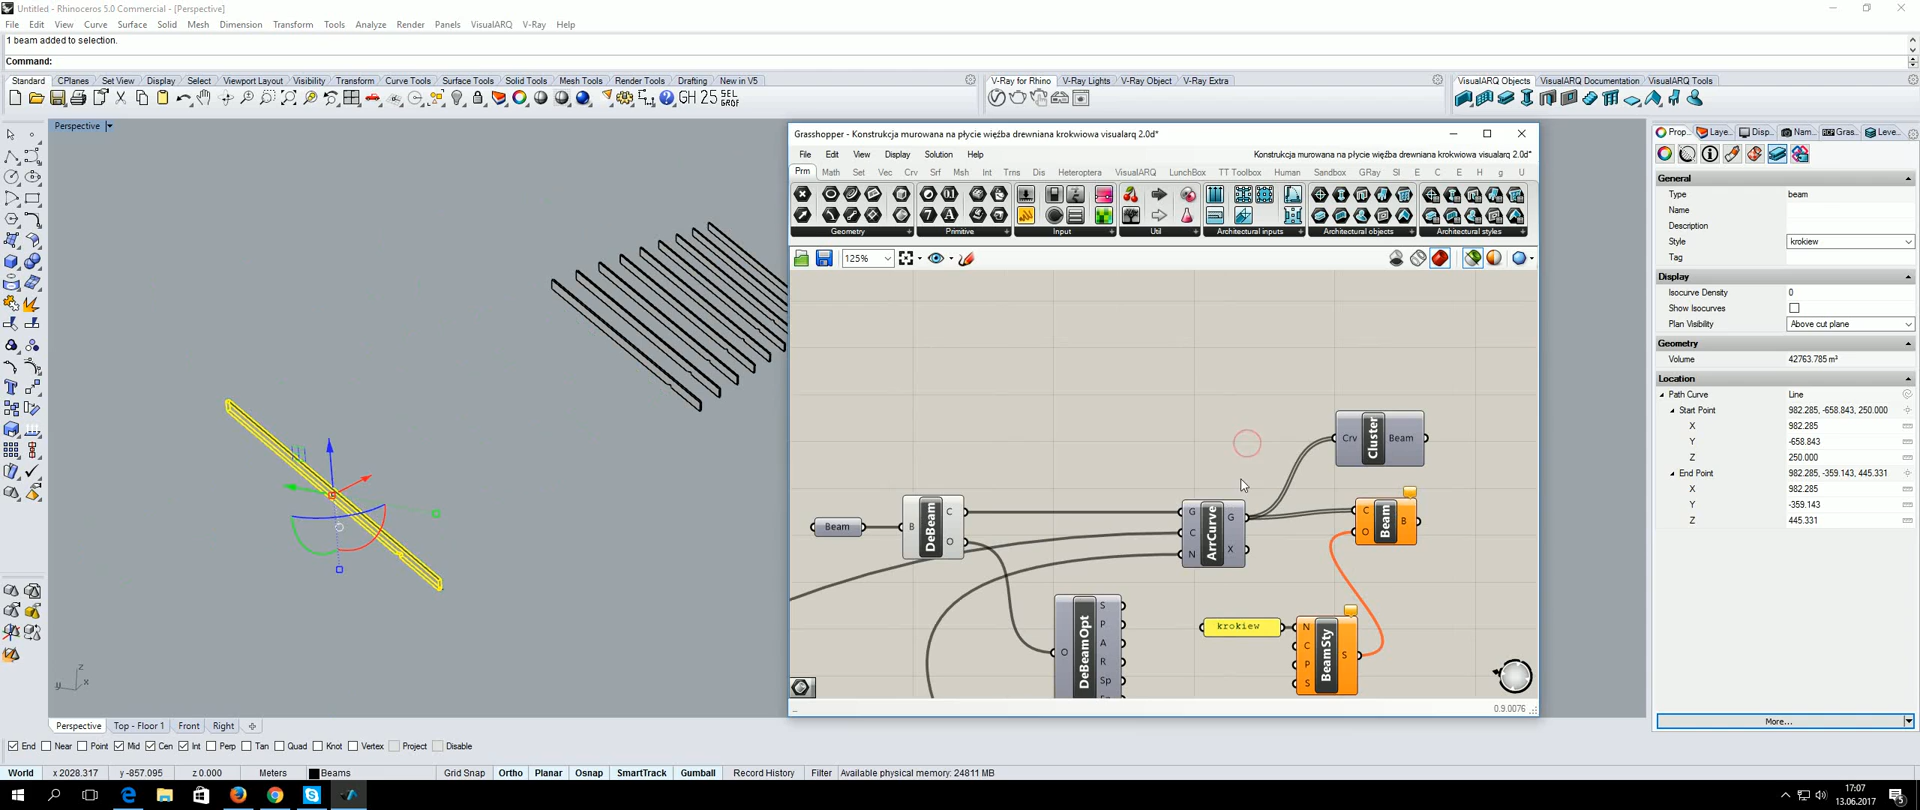 Untitled - Rhinoceros 5.0 Commercial - [Perspective]
File Edit View Curve Surface Solid Mesh Dimension Transform Tools Analyze Render Panels VisualARQ V-Ray Help
1 beam added to selection.
Command:
Standard CPlanes Set View Display Select Viewport Layout Visibility Transform Curve Tools Surface Tools Solid Tools Mesh Tools Render Tools Drafting New in V5
V-Ray for Rhino V-Ray Lights V-Ray Object V-Ray Extra
VisualARQ Objects VisualARQ Documentation VisualARQ Tools
GH 25 SEL GROF
Perspective
Grasshopper - Konstrukcja murowana na płycie więźba drewniana krokwiowa visualarq 2.0d*
File Edit View Display Solution Help
Konstrukcja murowana na płycie więźba drewniana krokwiowa visualarq 2.0d*
Prm Math Set Vec Crv Srf Msh Int Trns Dis Heteroptera VisualARQ LunchBox TT Toolbox Human Sandbox GRay SI E C E H g U
Geometry Primitive Input Util Architectural inputs Architectural objects Architectural styles
125%
Crv Cluster Beam
Beam
B DeBeam C O
G C N ArrCurve G X
C O Beam B
O DeBeamOpt S P A R Sp
krokiew
N C P S BeamSty S
0.9.0076
Prop... Laye... Disp... Nam... Gras... Leve...
General
Type beam
Name
Description
Style krokiew
Tag
Display
Isocurve Density 0
Show Isocurves
Plan Visibility Above cut plane
Geometry
Volume 42763.785 m³
Location
Path Curve Line
Start Point 982.285, -658.843, 250.000
X 982.285
Y -658.843
Z 250.000
End Point 982.285, -359.143, 445.331
X 982.285
Y -359.143
Z 445.331
More...
z
y x
Perspective Top - Floor 1 Front Right
End Near Point Mid Cen Int Perp Tan Quad Knot Vertex Project Disable
World x 2028.317 y -857.095 z 0.000 Meters Beams Grid Snap Ortho Planar Osnap SmartTrack Gumball Record History Filter Available physical memory: 24811 MB
17:07
13.06.2017
5